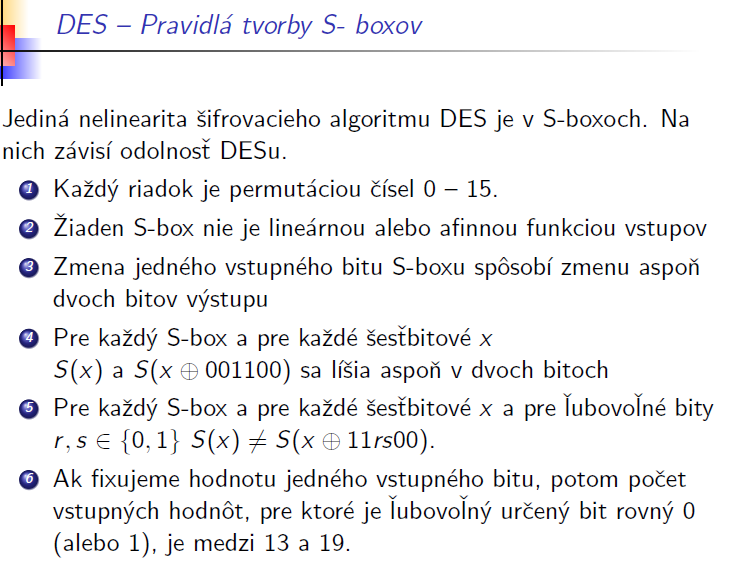 DES – Pravidlá tvorby S- boxov
Jediná nelinearita šifrovacieho algoritmu DES je v S-boxoch. Na
nich závisí odolnosť DESu.
1 Každý riadok je permutáciou čísel 0 – 15.
2 Žiaden S-box nie je lineárnou alebo afinnou funkciou vstupov
3 Zmena jedného vstupného bitu S-boxu spôsobí zmenu aspoň
dvoch bitov výstupu
4 Pre každý S-box a pre každé šesťbitové x
S(x) a S(x ⊕ 001100) sa líšia aspoň v dvoch bitoch
5 Pre každý S-box a pre každé šesťbitové x a pre ľubovoľné bity
r, s ∈ {0, 1} S(x) ≠ S(x ⊕ 11rs00).
6 Ak fixujeme hodnotu jedného vstupného bitu, potom počet
vstupných hodnôt, pre ktoré je ľubovoľný určený bit rovný 0
(alebo 1), je medzi 13 a 19.